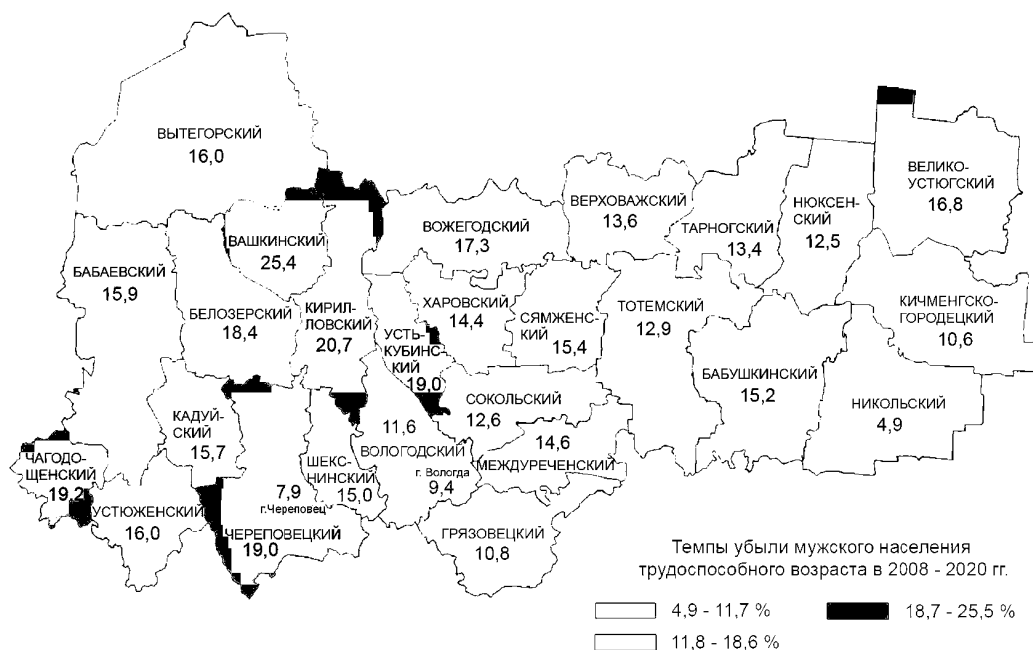 ВЫТЕГОРСКИЙ
16,0
ВЕЛИКО-
УСТЮГСКИЙ
16,8
ВЕРХОВАЖСКИЙ
13,6
НЮКСЕН-
СКИЙ
12,5
ТАРНОГСКИЙ
13,4
ВОЖЕГОДСКИЙ
17,3
ВАШКИНСКИЙ
25,4
БАБАЕВСКИЙ
15,9
БЕЛОЗЕРСКИЙ
18,4
КИРИЛ-
ЛОВСКИЙ
20,7
ХАРОВСКИЙ
14,4
СЯМЖЕНС-
КИЙ
15,4
ТОТЕМСКИЙ
12,9
КИЧМЕНГСКО-
ГОРОДЕЦКИЙ
10,6
УСТЬ-
КУБИНС-
КИЙ
19,0
БАБУШКИНСКИЙ
15,2
НИКОЛЬСКИЙ
4,9
СОКОЛЬСКИЙ
12,6
КАДУЙ-
СКИЙ
15,7
11,6
ВОЛОГОДСКИЙ
г. Вологда
9,4
14,6
МЕЖДУРЕЧЕНСКИЙ
ЧАГОДО-
ЩЕНСКИЙ
19,2
ШЕКС-
НИНСКИЙ
15,0
УСТЮЖЕНСКИЙ
16,0
7,9
г.Череповец
ЧЕРЕПОВЕЦКИЙ
19,0
ГРЯЗОВЕЦКИЙ
10,8
Темпы убыли мужского населения
трудоспособного возраста в 2008 - 2020 гг.
4,9 - 11,7 %
18,7 - 25,5 %
11,8 - 18,6 %